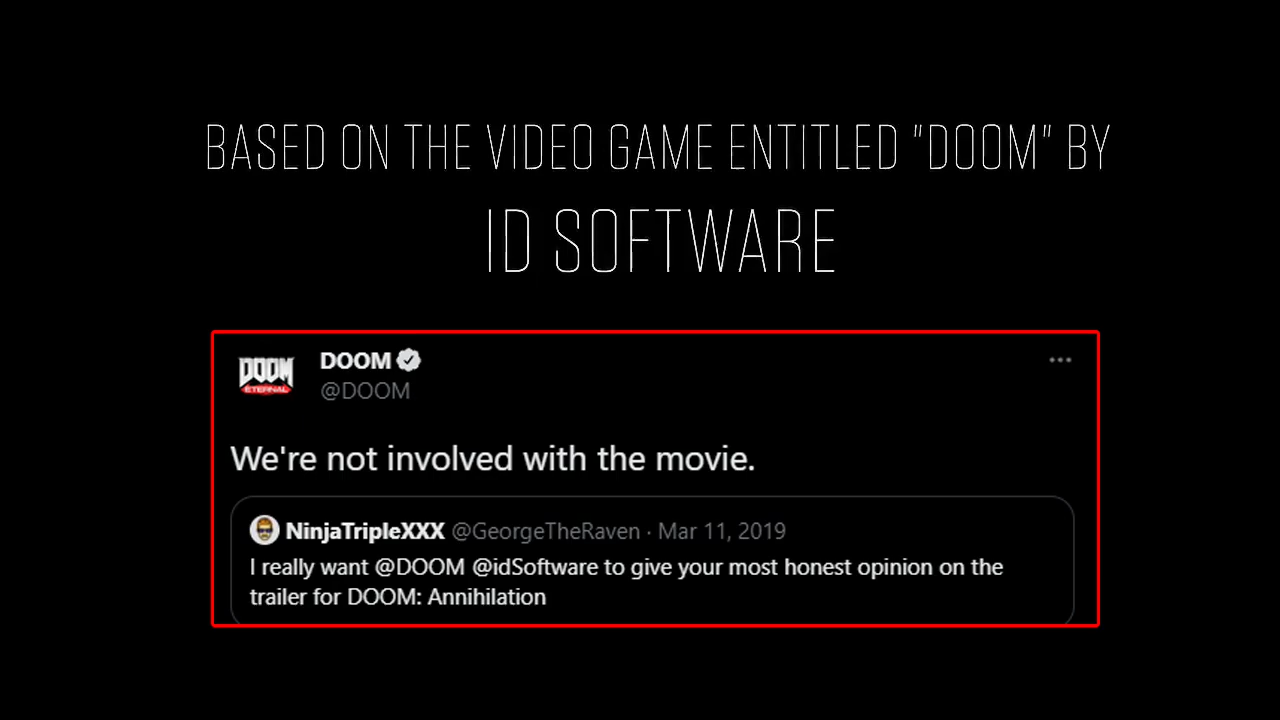 BASED ON THE VIDEO GAME ENTITLED "DOOM" BY
ID SOFTWARE
DOOM
ETERNAL
DOOM
@DOOM
We're not involved with the movie.
NinjaTripleXXX @GeorgeTheRaven · Mar 11, 2019
I really want @DOOM @idSoftware to give your most honest opinion on the
trailer for DOOM: Annihilation